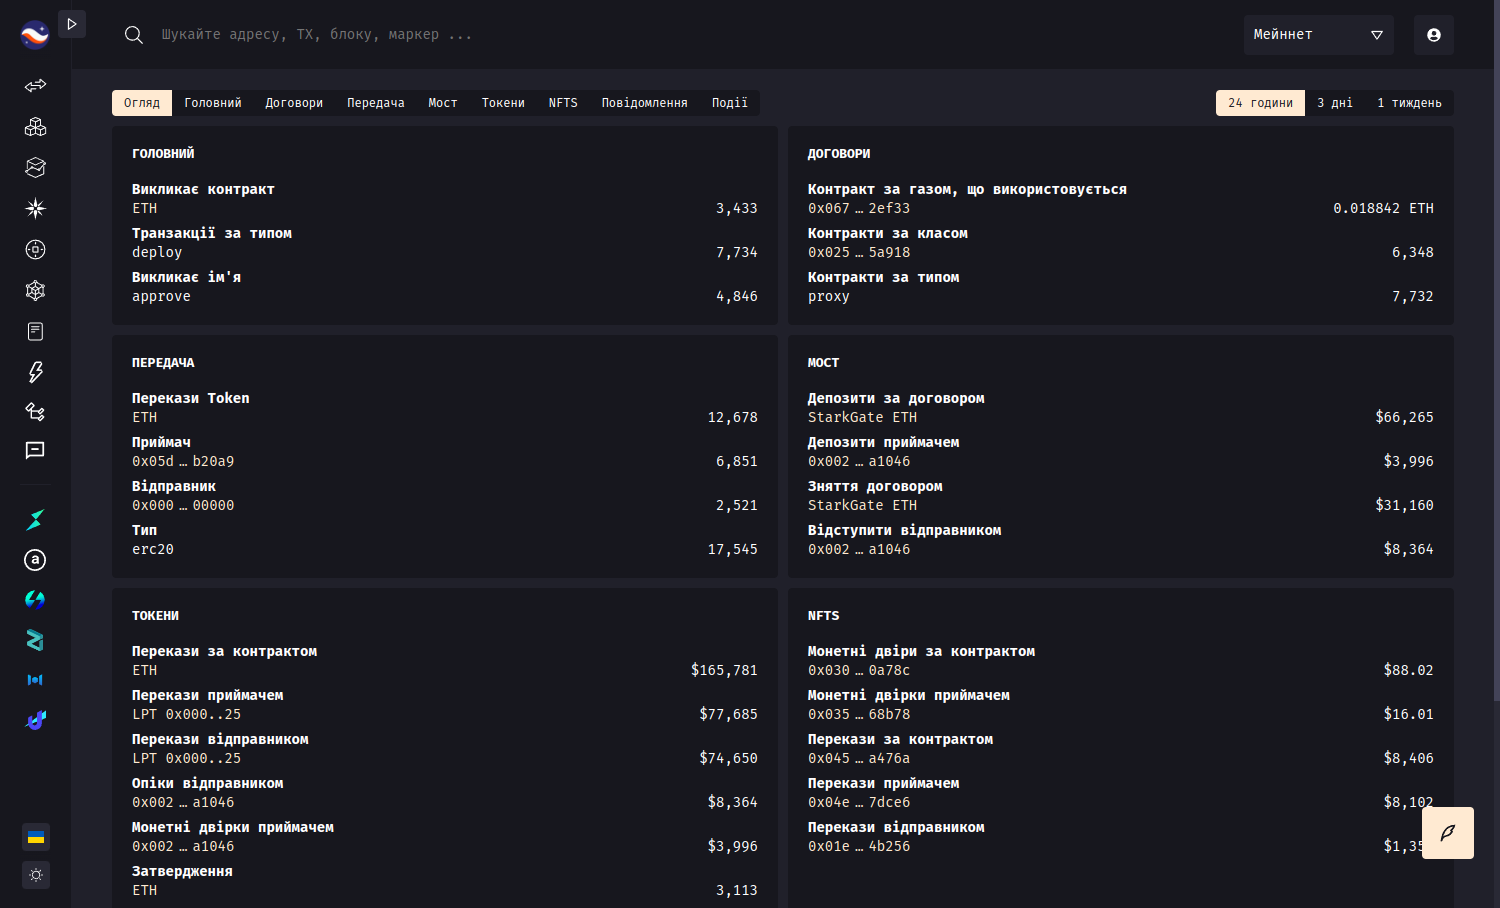 Шукайте адресу, TX, блоку, маркер ...
Мейннет
Огляд Головний Договори Передача Мост Токени NFTS Повідомлення Події
24 години 3 дні 1 тиждень
ГОЛОВНИЙ
Викликає контракт
ETH 3,433
Транзакції за типом
deploy 7,734
Викликає ім'я
approve 4,846
ДОГОВОРИ
Контракт за газом, що використовується
0x067 … 2ef33 0.018842 ETH
Контракти за класом
0x025 … 5a918 6,348
Контракти за типом
proxy 7,732
ПЕРЕДАЧА
Перекази Token
ETH 12,678
Приймач
0x05d … b20a9 6,851
Відправник
0x000 … 00000 2,521
Тип
erc20 17,545
МОСТ
Депозити за договором
StarkGate ETH $66,265
Депозити приймачем
0x002 … a1046 $3,996
Зняття договором
StarkGate ETH $31,160
Відступити відправником
0x002 … a1046 $8,364
ТОКЕНИ
Перекази за контрактом
ETH $165,781
Перекази приймачем
LPT 0x000..25 $77,685
Перекази відправником
LPT 0x000..25 $74,650
Опіки відправником
0x002 … a1046 $8,364
Монетні двірки приймачем
0x002 … a1046 $3,996
Затвердження
ETH 3,113
NFTS
Монетні двіри за контрактом
0x030 … 0a78c $88.02
Монетні двірки приймачем
0x035 … 68b78 $16.01
Перекази за контрактом
0x045 … a476a $8,406
Перекази приймачем
0x04e … 7dce6 $8,102
Перекази відправником
0x01e … 4b256